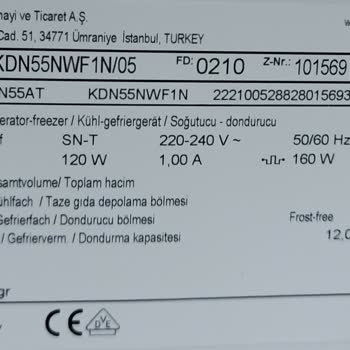 nayi ve Ticaret A.Ş.
Cad. 51, 34771 Ümraniye İstanbul, TURKEY
KDN55NWF1N/05 FD: 0210 Z-Nr.: 101569
N55AT KDN55NWF1N 222100528828015693
erator-freezer / Kühl-gefriergerät / Soğutucu - dondurucu
f SN-T 220-240 V ~ 50/60 Hz
120 W 1,00 A 160 W
samtvolume/ Toplam hacim
ühlfach / Taze gıda depolama bölmesi
Gefrierfach / Dondurucu bölmesi Frost-free
/ Gefrierverm. / Dondurma kapasitesi 12,0
gr
CE DVE